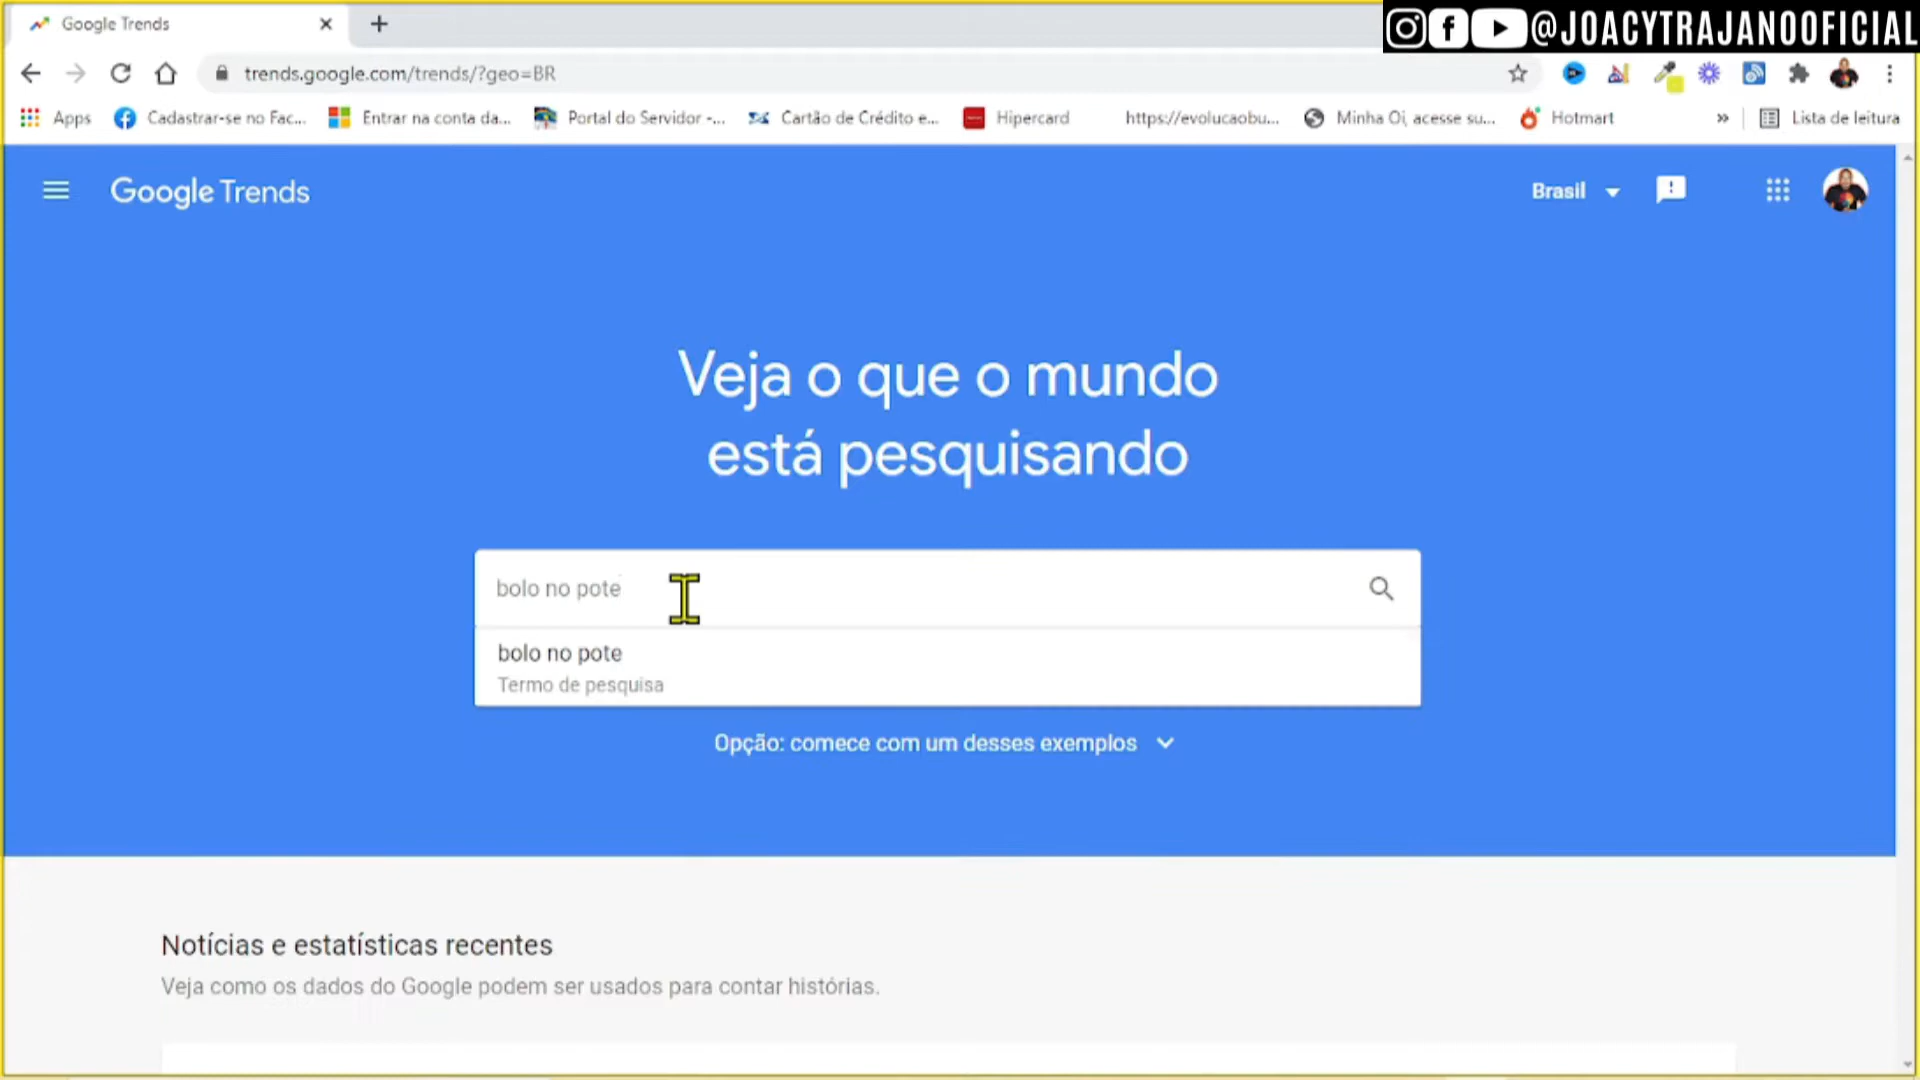 Google Trends
@JOACYTRAJANOOFICIAL
trends.google.com/trends/?geo=BR
Apps
Cadastrar-se no Fac...
Entrar na conta da...
Portal do Servidor -...
Cartão de Crédito e...
Hipercard
https://evolucaobu...
Minha Oi, acesse su...
Hotmart
»
Lista de leitura
Google Trends
Brasil
Veja o que o mundo
está pesquisando
bolo no pote
bolo no pote
Termo de pesquisa
Opção: comece com um desses exemplos
Notícias e estatísticas recentes
Veja como os dados do Google podem ser usados para contar histórias.